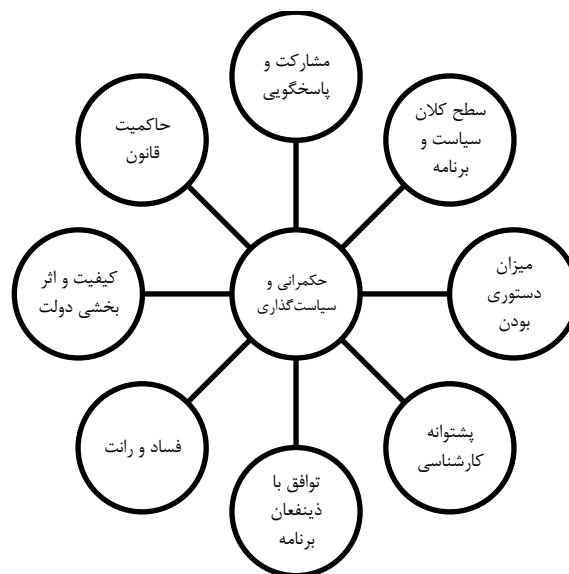 مشارکت و
پاسخگویی
سطح کلان
سیاست و
برنامه
میزان
دستوری
بودن
پشتوانه
کارشناسی
توافق با
ذینفعان
برنامه
فساد و رانت
کیفیت و اثر
بخشی دولت
حاکمیت
قانون
حکمرانی و
سیاست‌گذاری